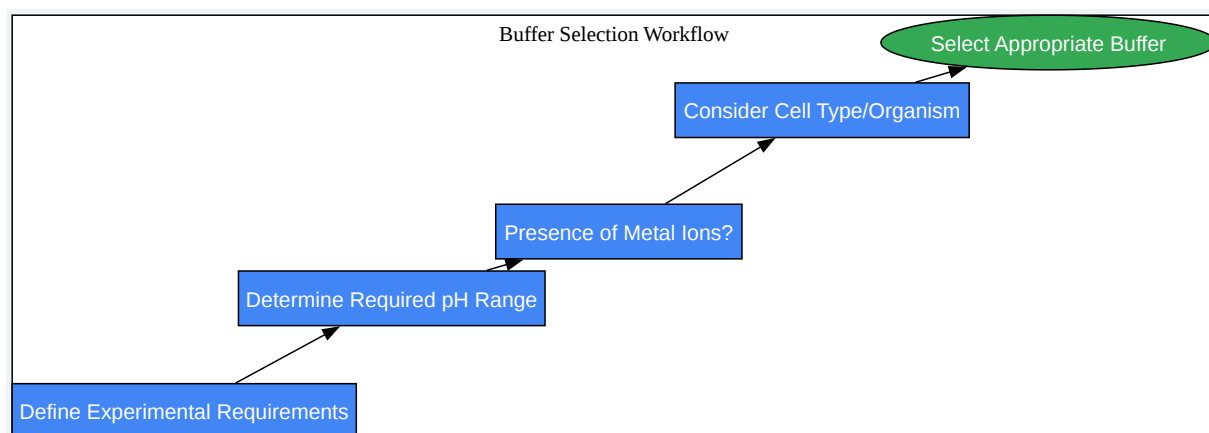 Buffer Selection Workflow
Select Appropriate Buffer
Consider Cell Type/Organism
Presence of Metal Ions?
Determine Required pH Range
Define Experimental Requirements